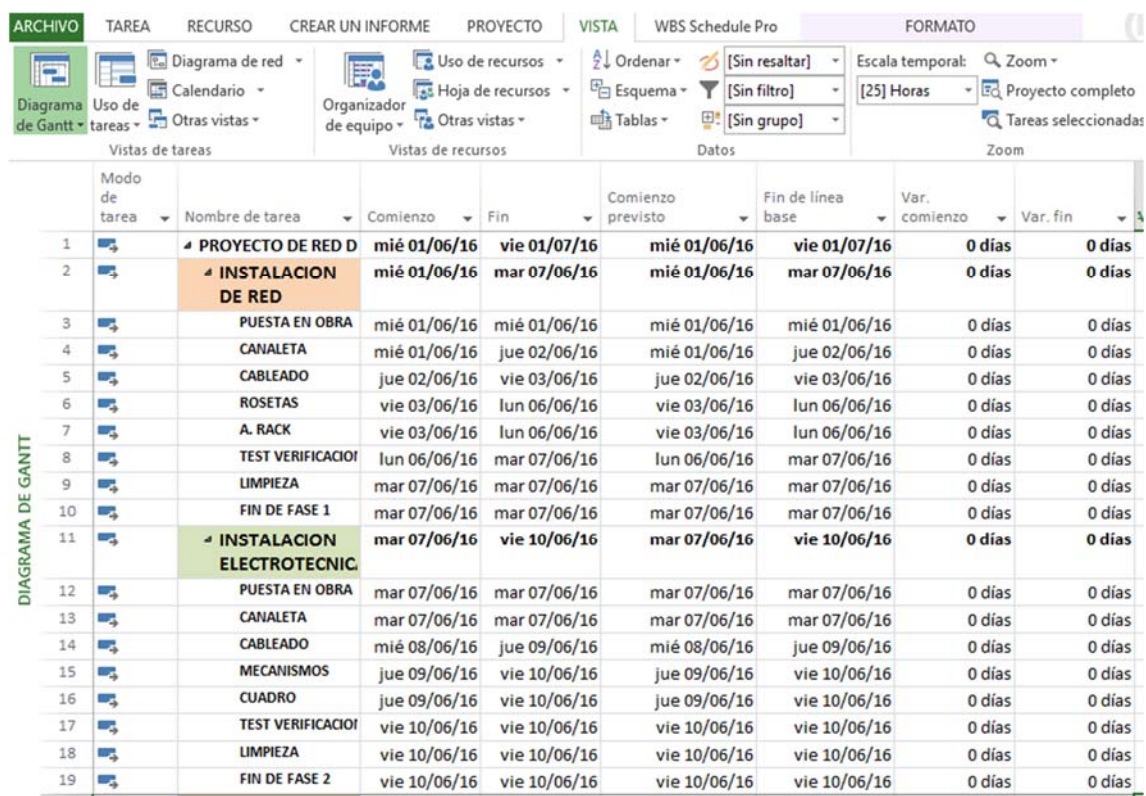 ARCHIVO TAREA RECURSO CREAR UN INFORME PROYECTO VISTA WBS Schedule Pro FORMATO
Diagrama de Gantt
Uso de tareas
Diagrama de red
Calendario
Otras vistas
Vistas de tareas
Organizador de equipo
Uso de recursos
Hoja de recursos
Otras vistas
Vistas de recursos
Ordenar
Esquema
Tablas
[Sin resaltar]
[Sin filtro]
[Sin grupo]
Datos
Escala temporal:
[25] Horas
Zoom
Proyecto completo
Tareas seleccionadas
Zoom
DIAGRAMA DE GANTT
Modo de tarea Nombre de tarea Comienzo Fin Comienzo previsto Fin de línea base Var. comienzo Var. fin
1 PROYECTO DE RED D mié 01/06/16 vie 01/07/16 mié 01/06/16 vie 01/07/16 0 días 0 días
2 INSTALACION DE RED mié 01/06/16 mar 07/06/16 mié 01/06/16 mar 07/06/16 0 días 0 días
3 PUESTA EN OBRA mié 01/06/16 mié 01/06/16 mié 01/06/16 mié 01/06/16 0 días 0 días
4 CANALETA mié 01/06/16 jue 02/06/16 mié 01/06/16 jue 02/06/16 0 días 0 días
5 CABLEADO jue 02/06/16 vie 03/06/16 jue 02/06/16 vie 03/06/16 0 días 0 días
6 ROSETAS vie 03/06/16 lun 06/06/16 vie 03/06/16 lun 06/06/16 0 días 0 días
7 A. RACK vie 03/06/16 lun 06/06/16 vie 03/06/16 lun 06/06/16 0 días 0 días
8 TEST VERIFICACION lun 06/06/16 mar 07/06/16 lun 06/06/16 mar 07/06/16 0 días 0 días
9 LIMPIEZA mar 07/06/16 mar 07/06/16 mar 07/06/16 mar 07/06/16 0 días 0 días
10 FIN DE FASE 1 mar 07/06/16 mar 07/06/16 mar 07/06/16 mar 07/06/16 0 días 0 días
11 INSTALACION ELECTROTECNIC mar 07/06/16 vie 10/06/16 mar 07/06/16 vie 10/06/16 0 días 0 días
12 PUESTA EN OBRA mar 07/06/16 mar 07/06/16 mar 07/06/16 mar 07/06/16 0 días 0 días
13 CANALETA mar 07/06/16 mar 07/06/16 mar 07/06/16 mar 07/06/16 0 días 0 días
14 CABLEADO mié 08/06/16 jue 09/06/16 mié 08/06/16 jue 09/06/16 0 días 0 días
15 MECANISMOS jue 09/06/16 vie 10/06/16 jue 09/06/16 vie 10/06/16 0 días 0 días
16 CUADRO jue 09/06/16 vie 10/06/16 jue 09/06/16 vie 10/06/16 0 días 0 días
17 TEST VERIFICACION vie 10/06/16 vie 10/06/16 vie 10/06/16 vie 10/06/16 0 días 0 días
18 LIMPIEZA vie 10/06/16 vie 10/06/16 vie 10/06/16 vie 10/06/16 0 días 0 días
19 FIN DE FASE 2 vie 10/06/16 vie 10/06/16 vie 10/06/16 vie 10/06/16 0 días 0 días